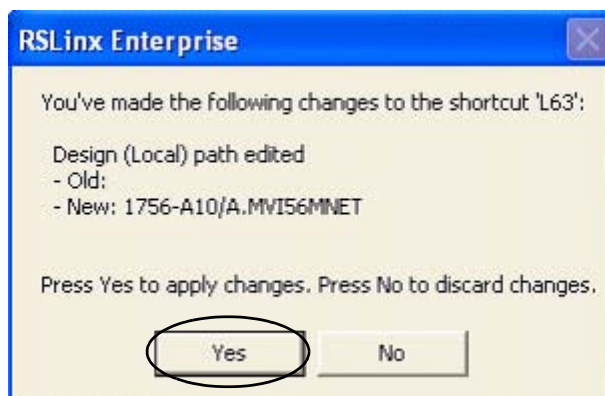 RSLinx Enterprise
You've made the following changes to the shortcut 'L63':
Design (Local) path edited
- Old:
- New: 1756-A10/A.MVI56MNET
Press Yes to apply changes. Press No to discard changes.
Yes
No